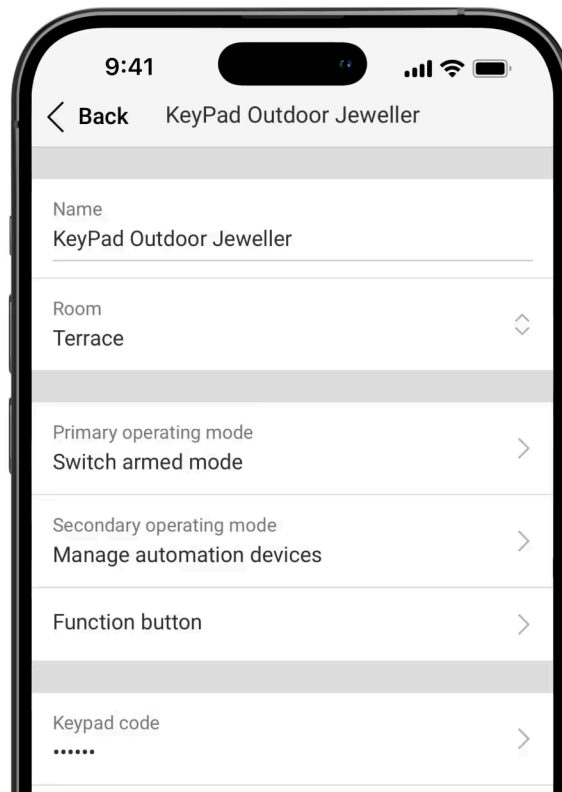 9:41
Back KeyPad Outdoor Jeweller
Name
KeyPad Outdoor Jeweller
Room
Terrace
Primary operating mode
Switch armed mode
Secondary operating mode
Manage automation devices
Function button
Keypad code
••••••